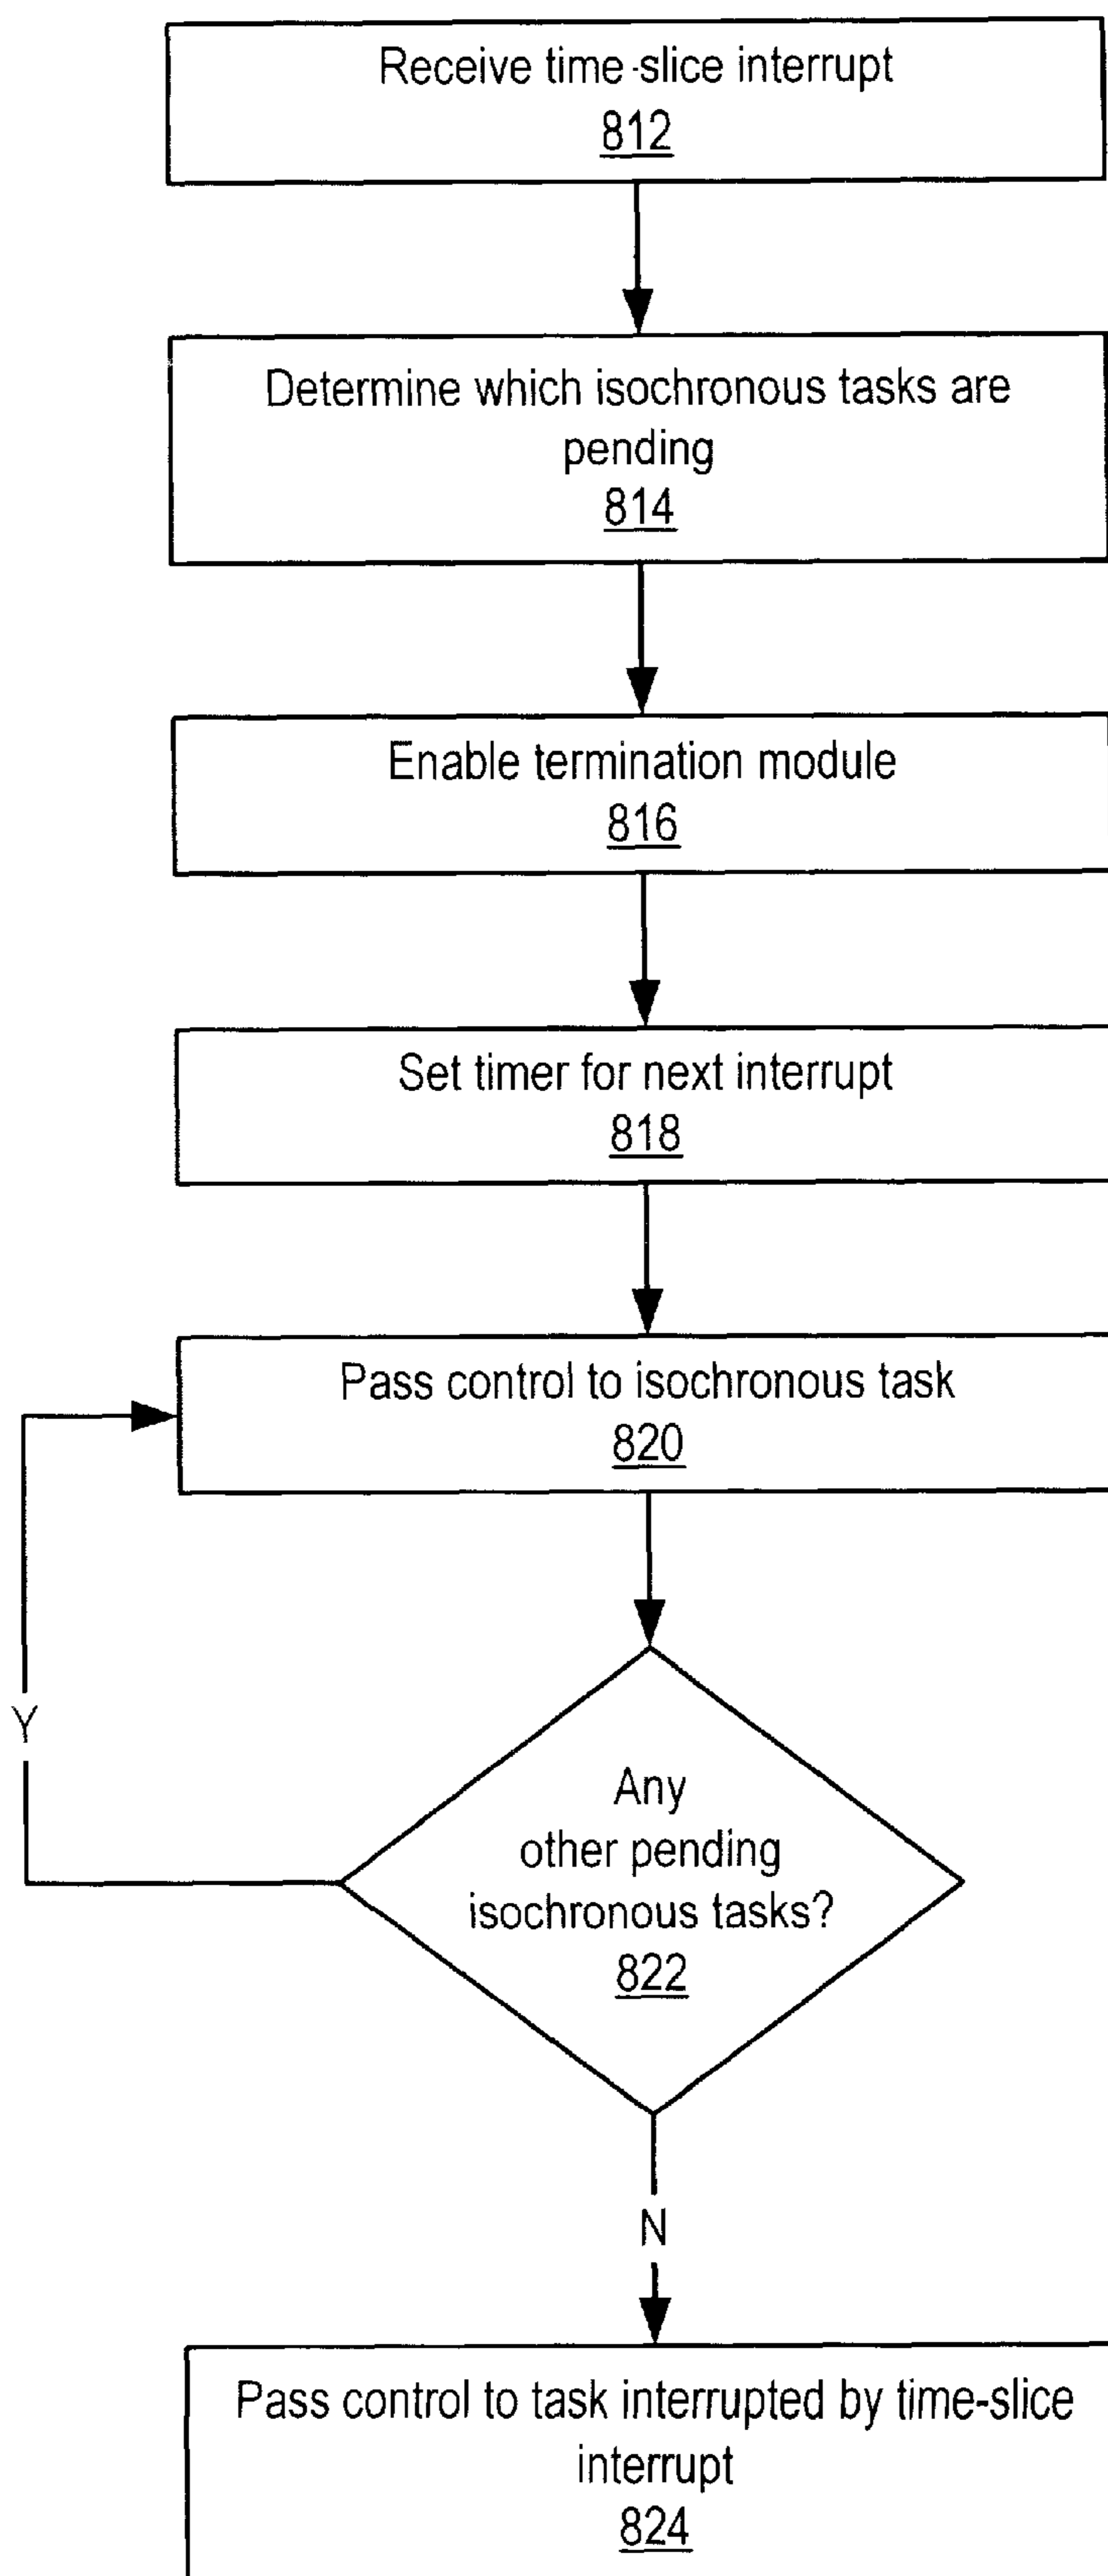 Receive time-slice interrupt
812
Determine which isochronous tasks are
pending
814
Enable termination module
816
Set timer for next interrupt
818
Pass control to isochronous task
820
Y
Any
other pending
isochronous tasks?
822
N
Pass control to task interrupted by time-slice
interrupt
824